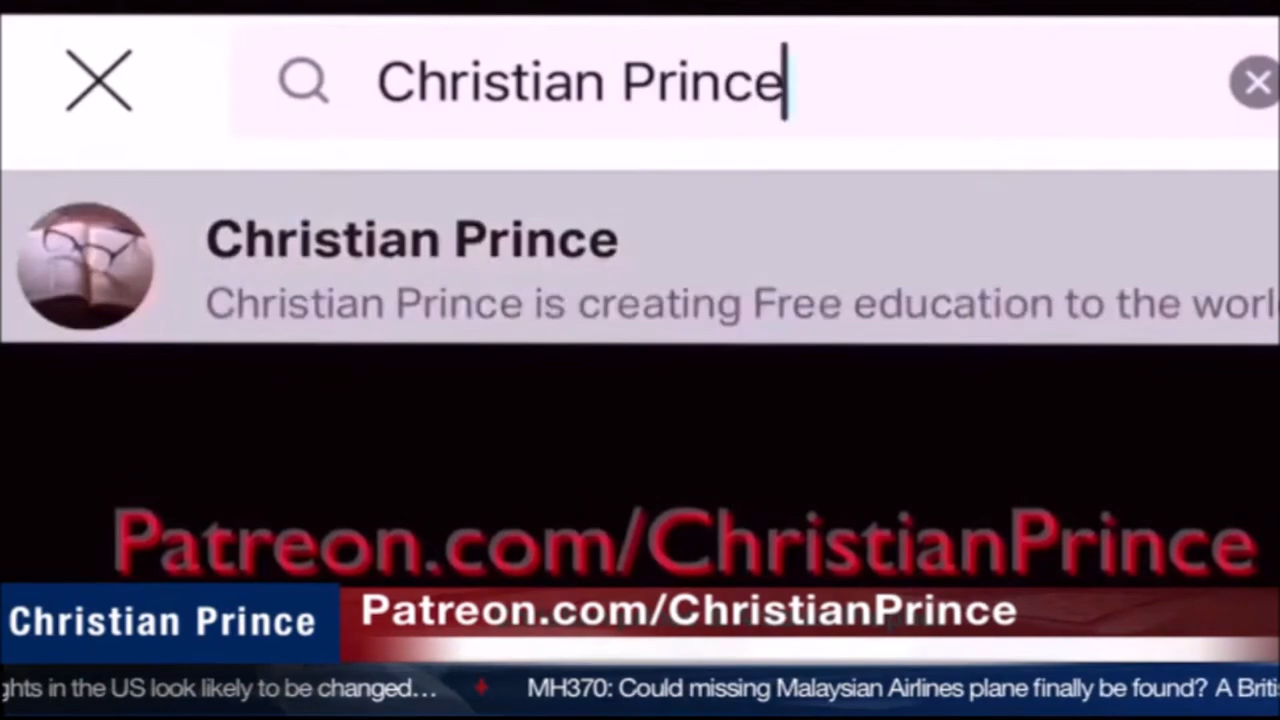 Christian Prince
Christian Prince
Christian Prince is creating Free education to the worl
Patreon.com/ChristianPrince
Christian Prince
Patreon.com/ChristianPrince
ghts in the US look likely to be changed...
MH370: Could missing Malaysian Airlines plane finally be found? A Briti